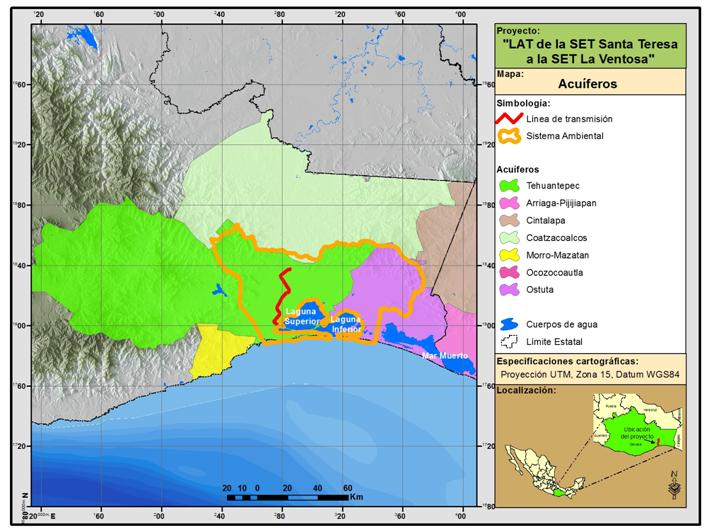 Proyecto:
"LAT de la SET Santa Teresa
a la SET La Ventosa"
Mapa:
Acuíferos
Simbología:
Línea de transmisión
Sistema Ambiental
Acuíferos
Tehuantepec
Arriaga-Pijijiapan
Cintalapa
Coatzacoalcos
Morro-Mazatan
Ocozocoautla
Ostuta
Cuerpos de agua
Límite Estatal
Especificaciones cartográficas:
Proyección UTM, Zona 15, Datum WGS84
Localización:
Ubicación
del proyecto
Laguna
Superior
Laguna
Inferior
Mar Muerto
20 10 0 20 40 60
Km
N
E
N